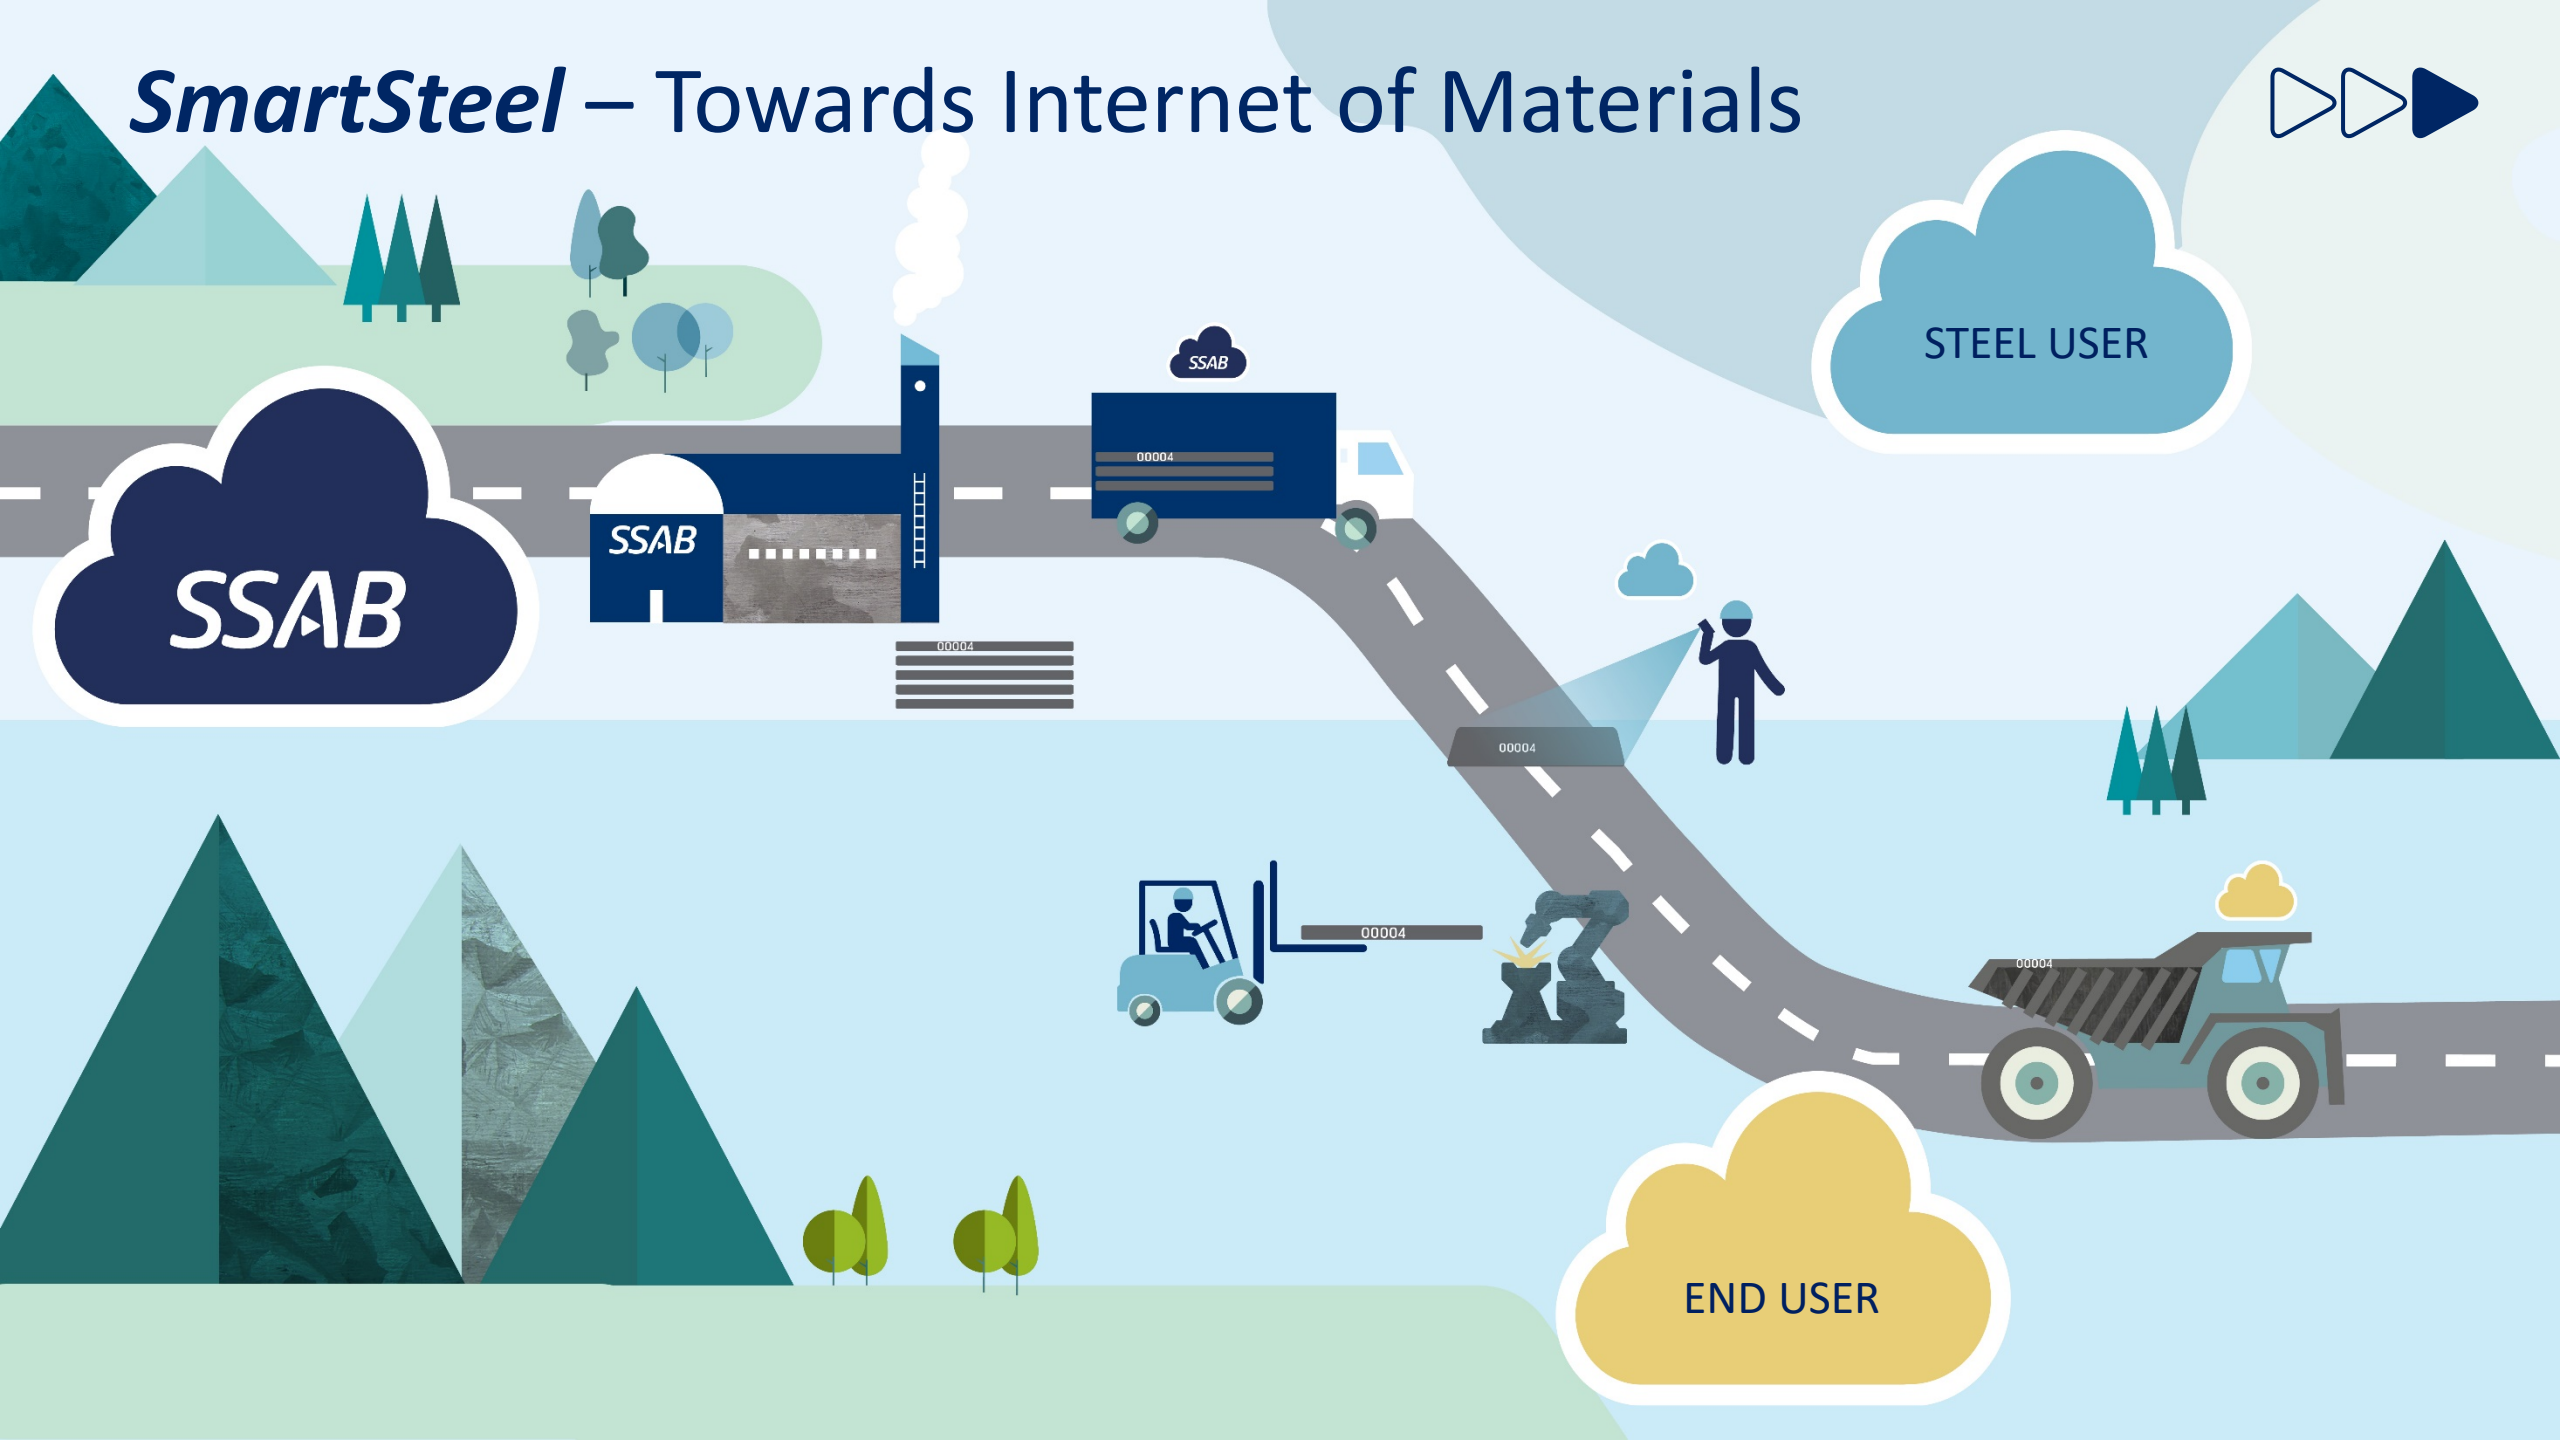 SmartSteel – Towards Internet of Materials
SSAB
STEEL USER
00004
SSAB
SSAB
00004
00004
00004
00004
END USER